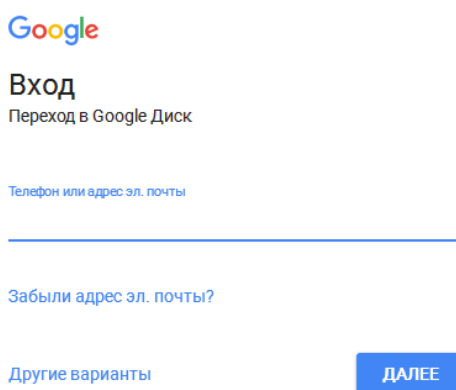 Google
Вход
Переход в Google Диск
Телефон или адрес эл. почты
Забыли адрес эл. почты?
Другие варианты
ДАЛЕЕ